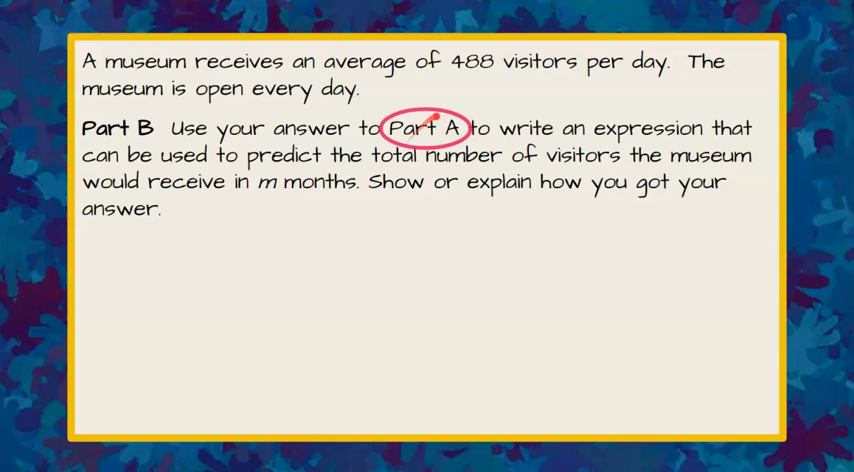 A museum receives an average of 488 visitors per day. The
museum is open every day.
Part B Use your answer to Part A to write an expression that
can be used to predict the total number of visitors the museum
would receive in m months. Show or explain how you got your
answer.